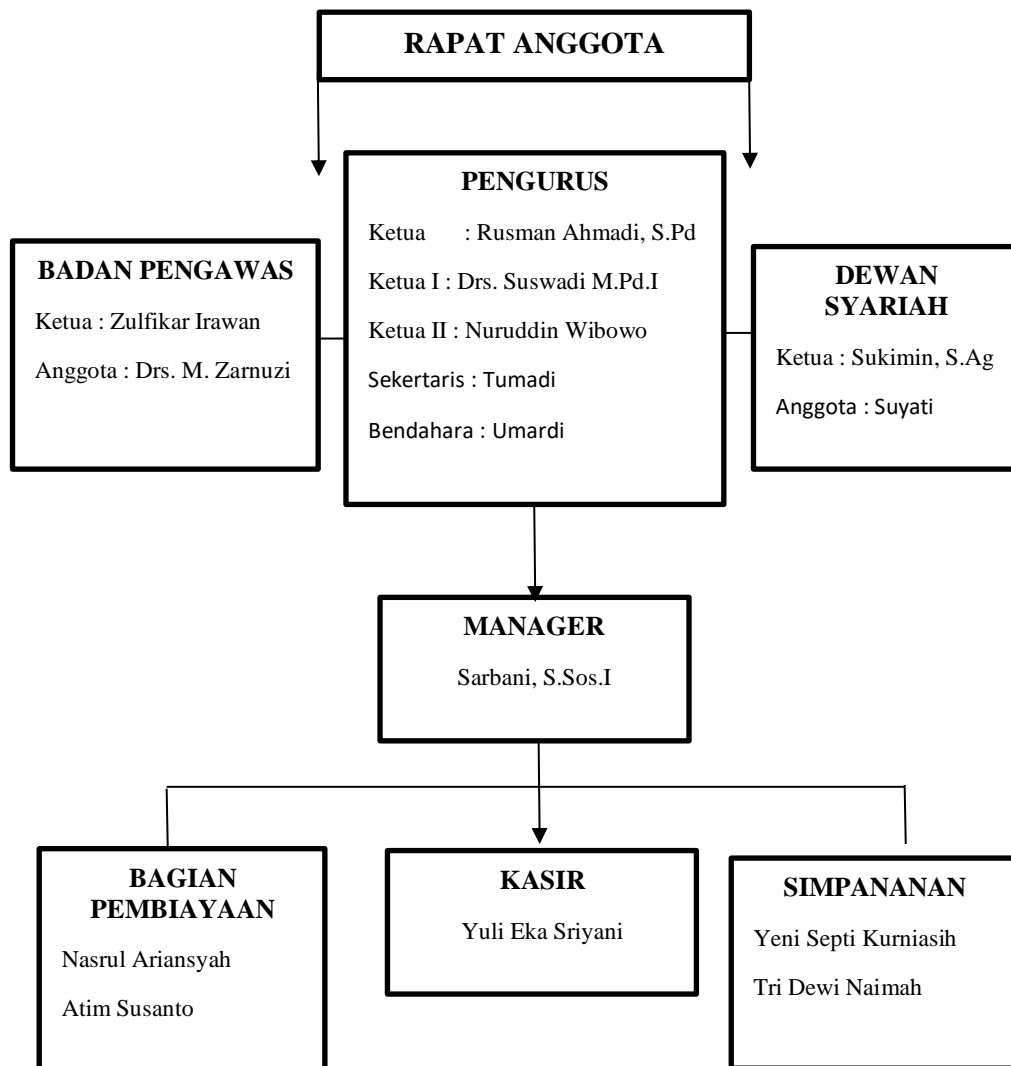 RAPAT ANGGOTA
PENGURUS
Ketua : Rusman Ahmadi, S.Pd
Ketua I : Drs. Suswadi M.Pd.I
Ketua II : Nuruddin Wibowo
Sekertaris : Tumadi
Bendahara : Umardi
BADAN PENGAWAS
Ketua : Zulfikar Irawan
Anggota : Drs. M. Zarnuzi
DEWAN
SYARIAH
Ketua : Sukimin, S.Ag
Anggota : Suyati
MANAGER
Sarbani, S.Sos.I
BAGIAN
PEMBIAYAAN
Nasrul Ariansyah
Atim Susanto
KASIR
Yuli Eka Sriyani
SIMPANANAN
Yeni Septi Kurniasih
Tri Dewi Naimah